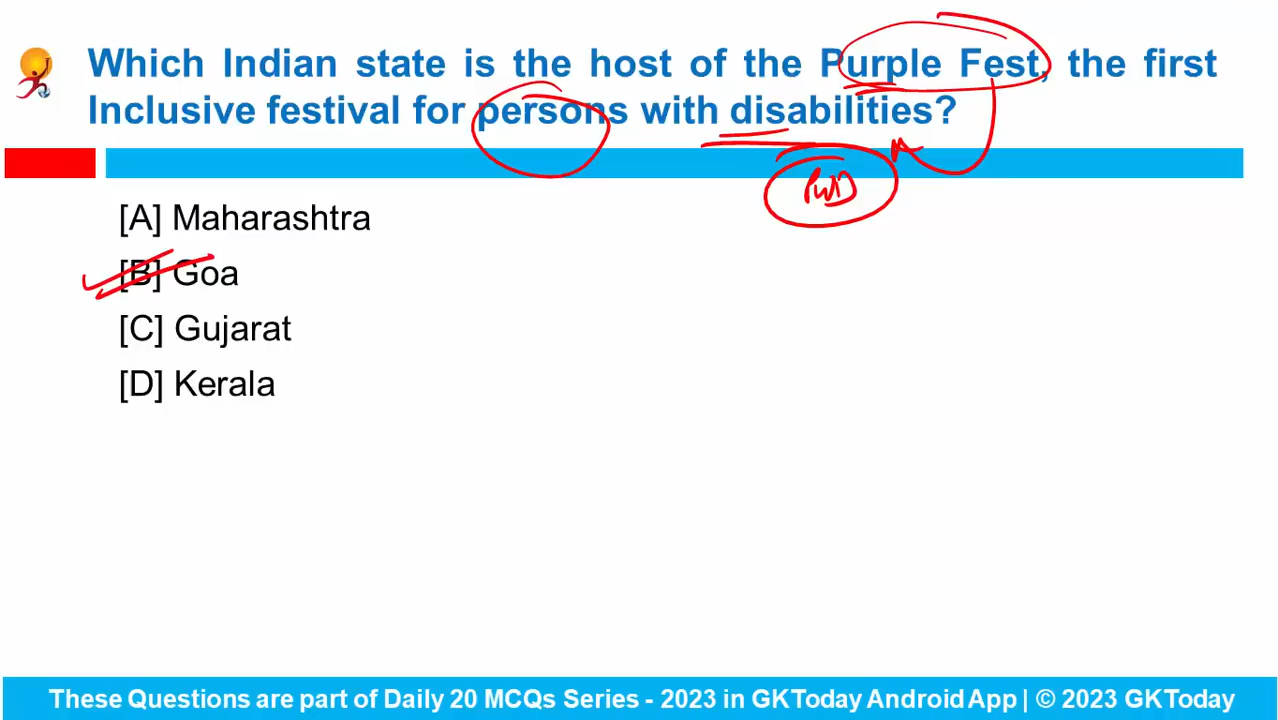 Which Indian state is the host of the Purple Fest, the first
Inclusive festival for persons with disabilities?
PwD
[A] Maharashtra
[B] Goa
[C] Gujarat
[D] Kerala
These Questions are part of Daily 20 MCQs Series - 2023 in GKToday Android App | © 2023 GKToday